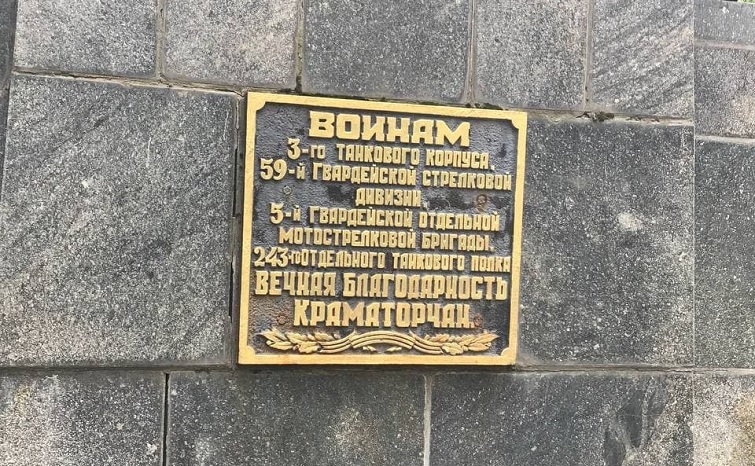 ВОИНАМ
3-го ТАНКОВОГО КОРПУСА,
59-й ГВАРДЕЙСКОЙ СТРЕЛКОВОЙ
ДИВИЗИИ,
5-й ГВАРДЕЙСКОЙ ОТДЕЛЬНОЙ
МОТОСТРЕЛКОВОЙ БРИГАДЫ,
243-го ОТДЕЛЬНОГО ТАНКОВОГО ПОЛКА
ВЕЧНАЯ БЛАГОДАРНОСТЬ
КРАМАТОРЧАН.